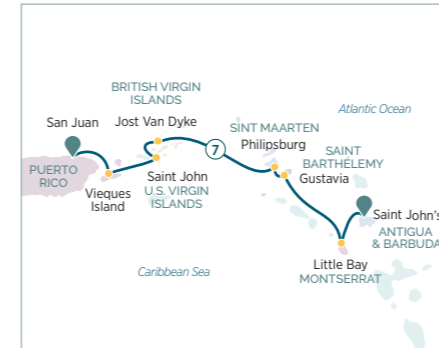 BRITISH VIRGIN
ISLANDS
Jost Van Dyke
San Juan
Atlantic Ocean
7
SINT MAARTEN
Philipsburg
SAINT
BARTHÉLEMY
Gustavia
PUERTO
RICO
Vieques
Island
Saint John
U.S. VIRGIN
ISLANDS
Saint John's
ANTIGUA
& BARBUDA
Caribbean Sea
Little Bay
MONTSERRAT